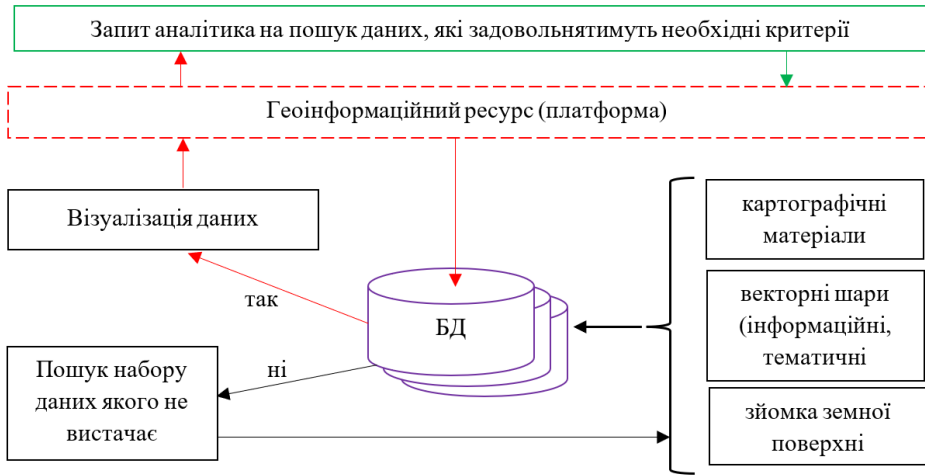 Запит аналітика на пошук даних, які задовольнятимуть необхідні критерії
Геоінформаційний ресурс (платформа)
Візуалізація даних
картографічні
матеріали
так
БД
векторні шари
(інформаційні,
тематичні
ні
Пошук набору
даних якого не
вистачає
зйомка земної
поверхні